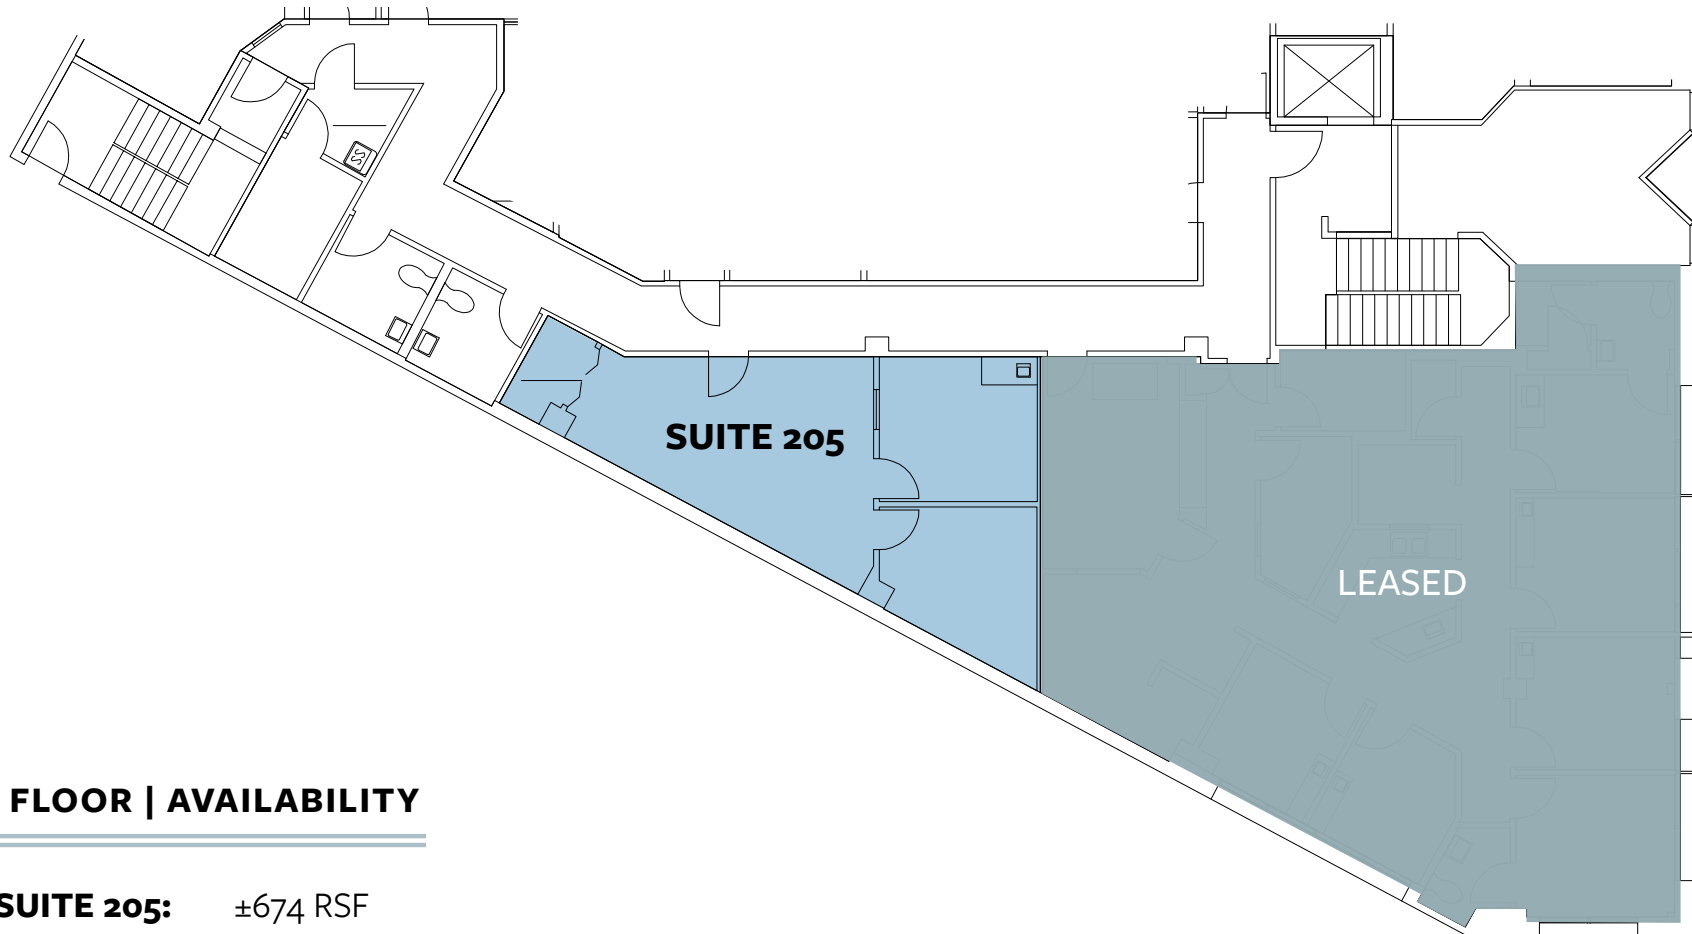 SUITE 205
LEASED
FLOOR | AVAILABILITY
SUITE 205: ±674 RSF